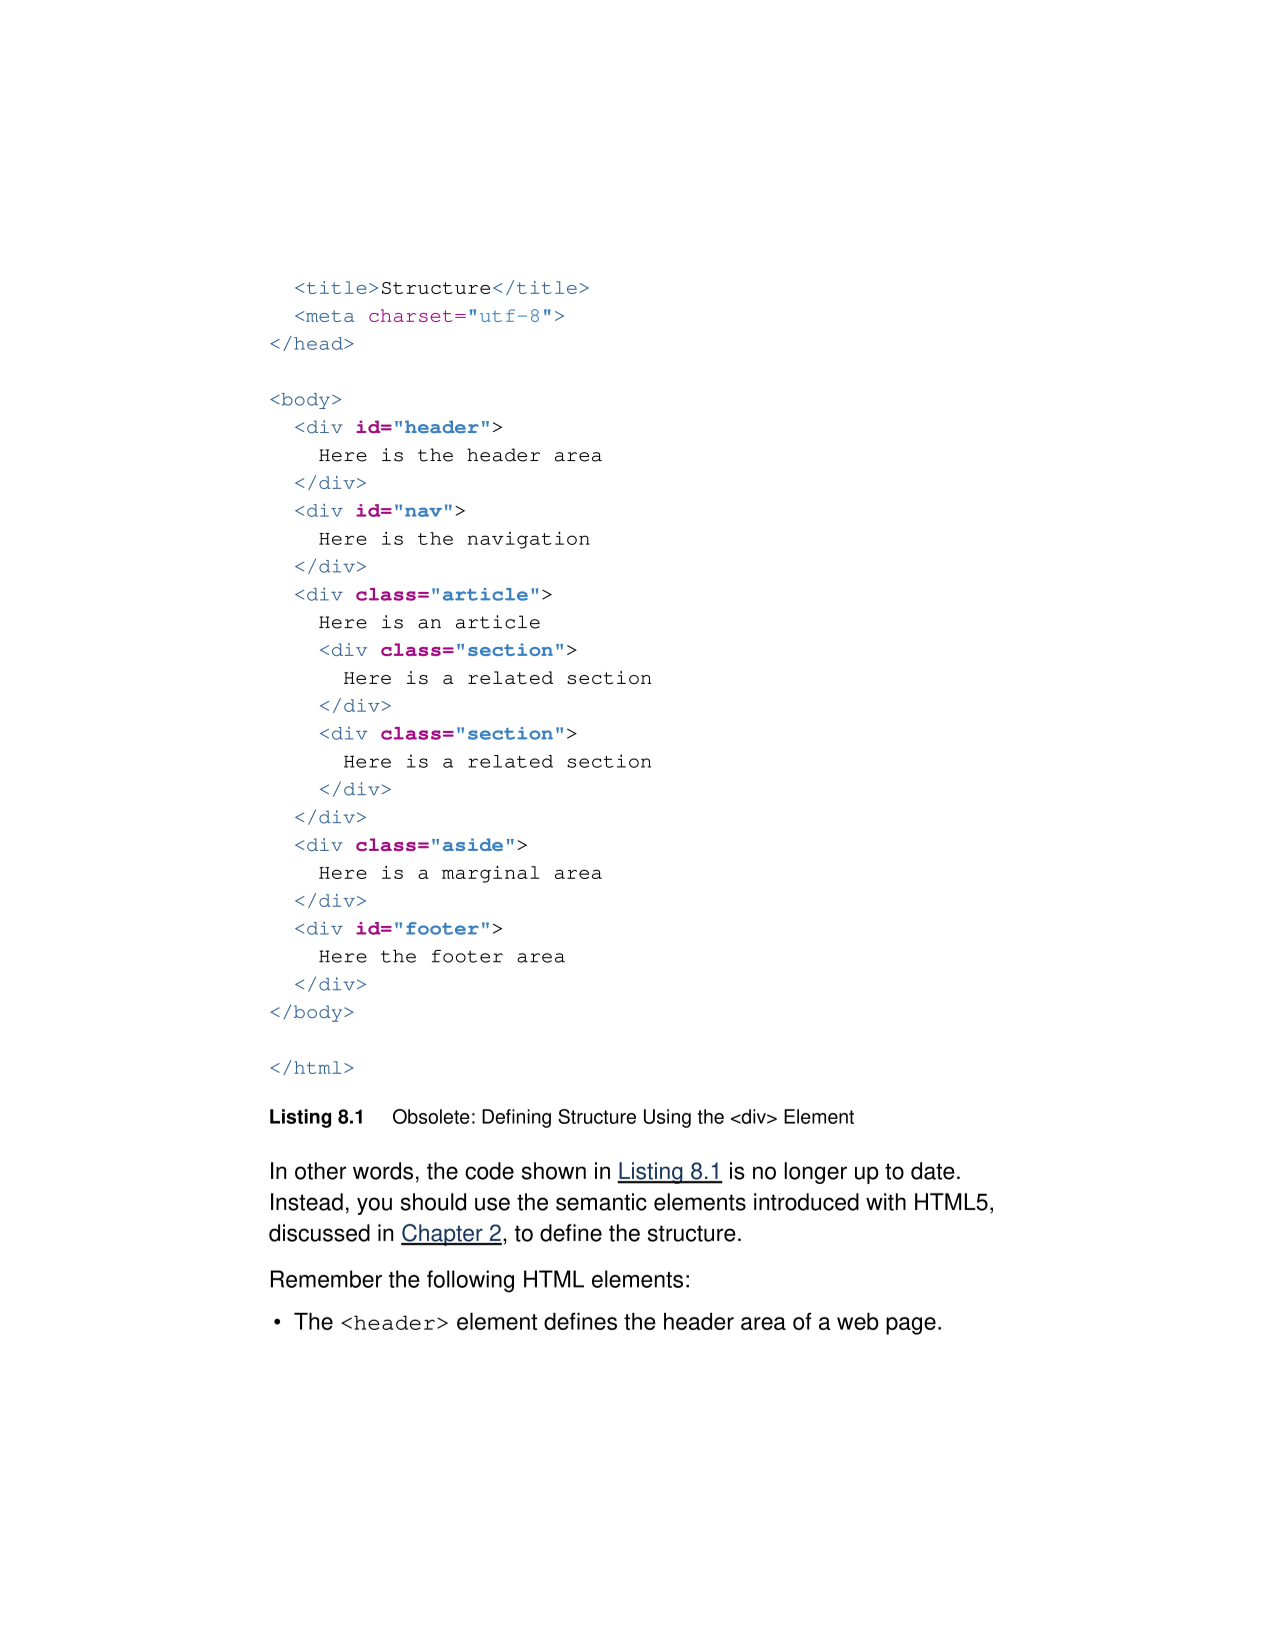 <title>Structure</title>
<meta charset="utf-8">
</head>
<body>
<div id="header">
Here is the header area
</div>
<div id="nav">
Here is the navigation
</div>
<div class="article">
Here is an article
<div class="section">
Here is a related section
</div>
<div class="section">
Here is a related section
</div>
</div>
<div class="aside">
Here is a marginal area
</div>
<div id="footer">
Here the footer area
</div>
</body>
</html>
Listing 8.1 Obsolete: Defining Structure Using the <div> Element
In other words, the code shown in Listing 8.1 is no longer up to date.
Instead, you should use the semantic elements introduced with HTML5,
discussed in Chapter 2, to define the structure.
Remember the following HTML elements:
• The <header> element defines the header area of a web page.